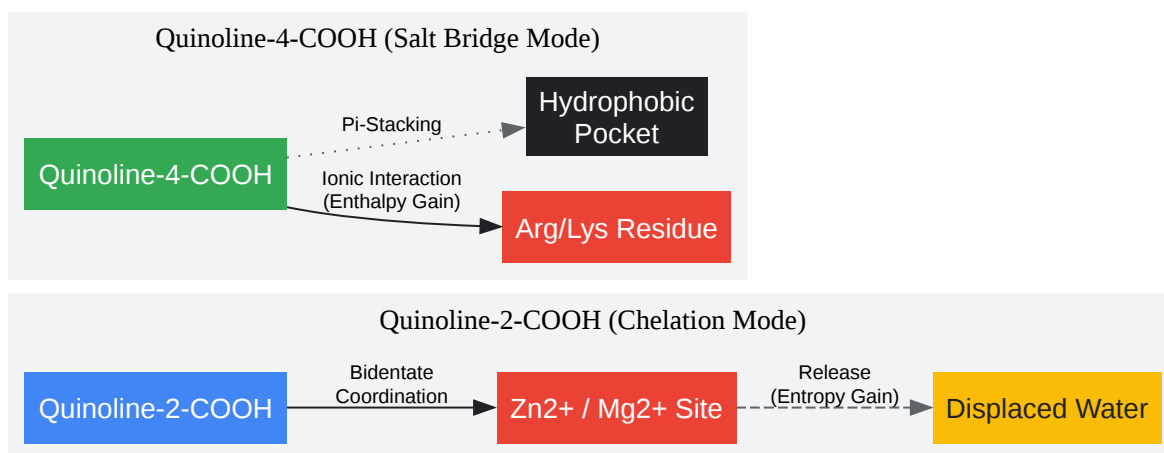 Quinoline-4-COOH (Salt Bridge Mode)
Hydrophobic
Pocket
Pi-Stacking
Quinoline-4-COOH
Ionic Interaction
(Enthalpy Gain)
Arg/Lys Residue
Quinoline-2-COOH (Chelation Mode)
Quinoline-2-COOH
Bidentate
Coordination
Zn2+ / Mg2+ Site
Release
(Entropy Gain)
Displaced Water